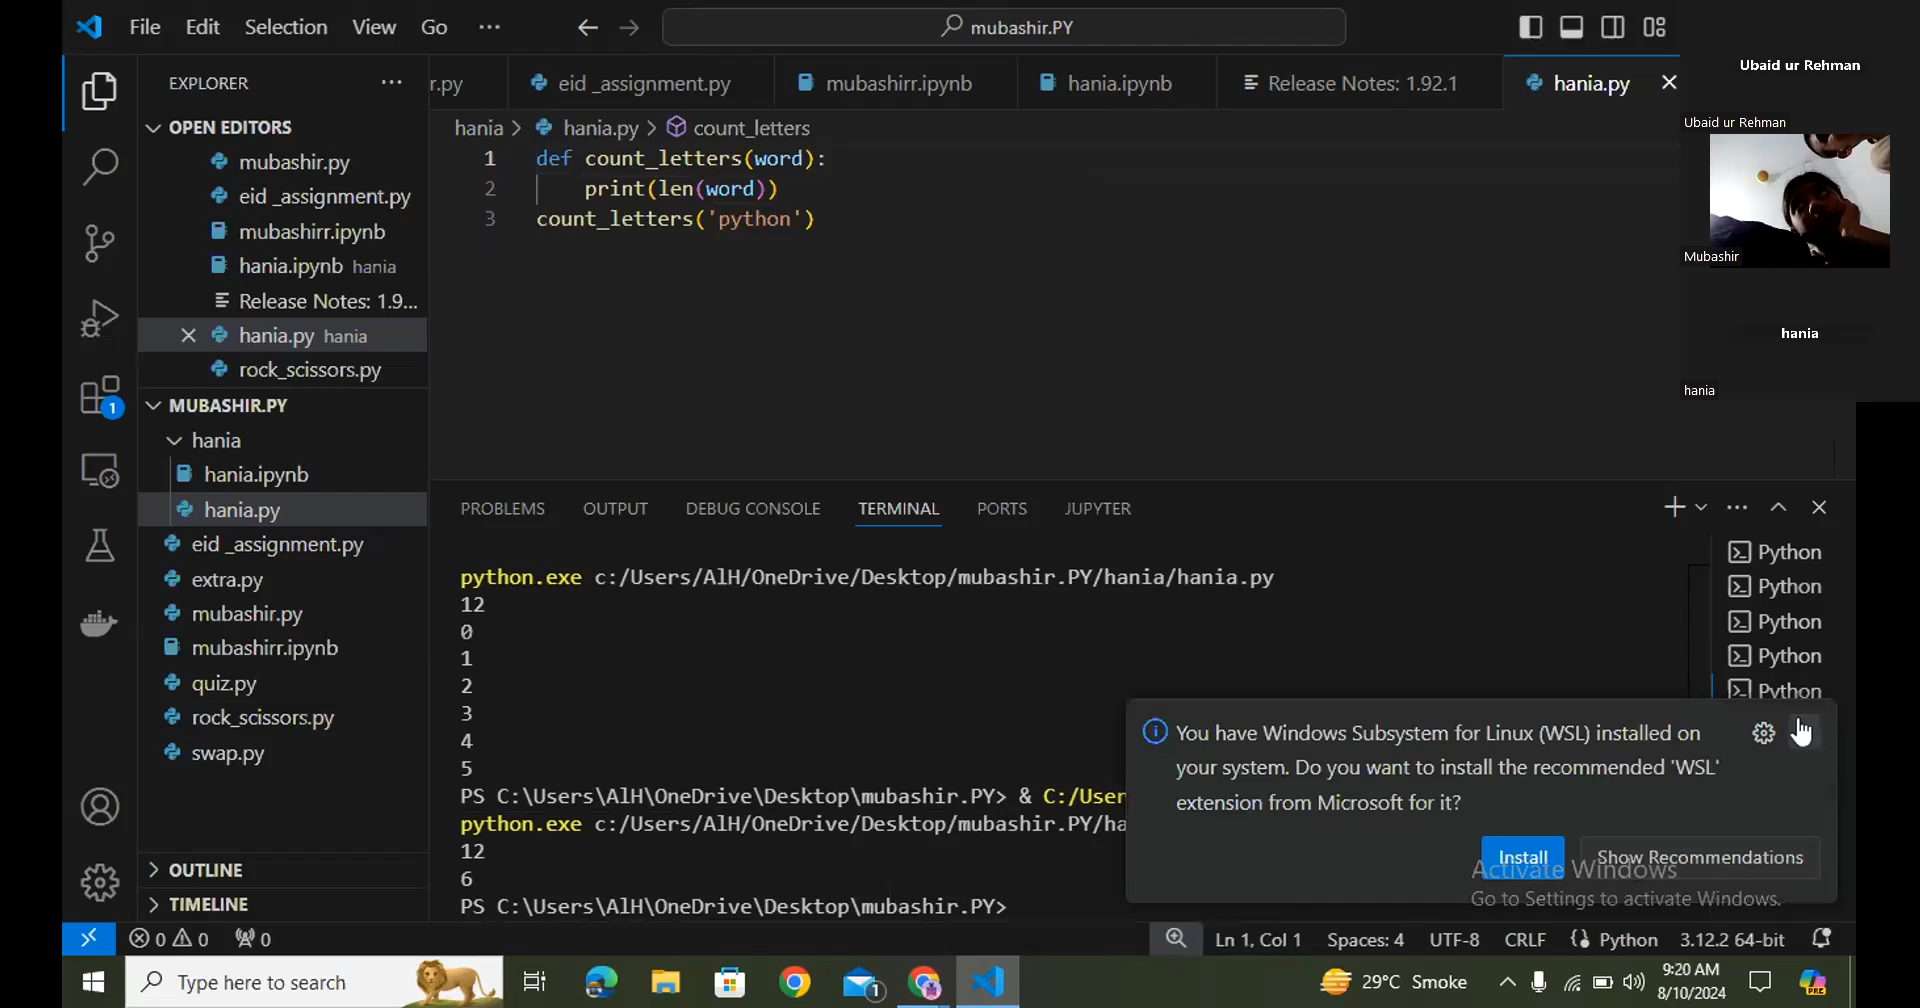 File Edit Selection View Go ···
mubashir.PY
Ubaid ur Rehman
Ubaid ur Rehman
Mubashir
hania
hania
EXPLORER ···
OPEN EDITORS
mubashir.py
eid _assignment.py
mubashirr.ipynb
hania.ipynb hania
Release Notes: 1.9...
hania.py hania
rock_scissors.py
MUBASHIR.PY
hania
hania.ipynb
hania.py
eid _assignment.py
extra.py
mubashir.py
mubashirr.ipynb
quiz.py
rock_scissors.py
swap.py
OUTLINE
TIMELINE
1
r.py eid _assignment.py mubashirr.ipynb hania.ipynb Release Notes: 1.92.1 hania.py
hania > hania.py > count_letters
1 def count_letters(word):
2 print(len(word))
3 count_letters('python')
PROBLEMS OUTPUT DEBUG CONSOLE TERMINAL PORTS JUPYTER
python.exe c:/Users/AlH/OneDrive/Desktop/mubashir.PY/hania/hania.py
12
0
1
2
3
4
5
PS C:\Users\AlH\OneDrive\Desktop\mubashir.PY> & C:/User
python.exe c:/Users/AlH/OneDrive/Desktop/mubashir.PY/ha
12
6
PS C:\Users\AlH\OneDrive\Desktop\mubashir.PY>
Python
Python
Python
Python
Python
You have Windows Subsystem for Linux (WSL) installed on
your system. Do you want to install the recommended 'WSL'
extension from Microsoft for it?
Install Show Recommendations
Activate Windows
Go to Settings to activate Windows.
0 0 0
Ln 1, Col 1 Spaces: 4 UTF-8 CRLF Python 3.12.2 64-bit
Type here to search
1
29°C Smoke
9:20 AM
8/10/2024
PRE